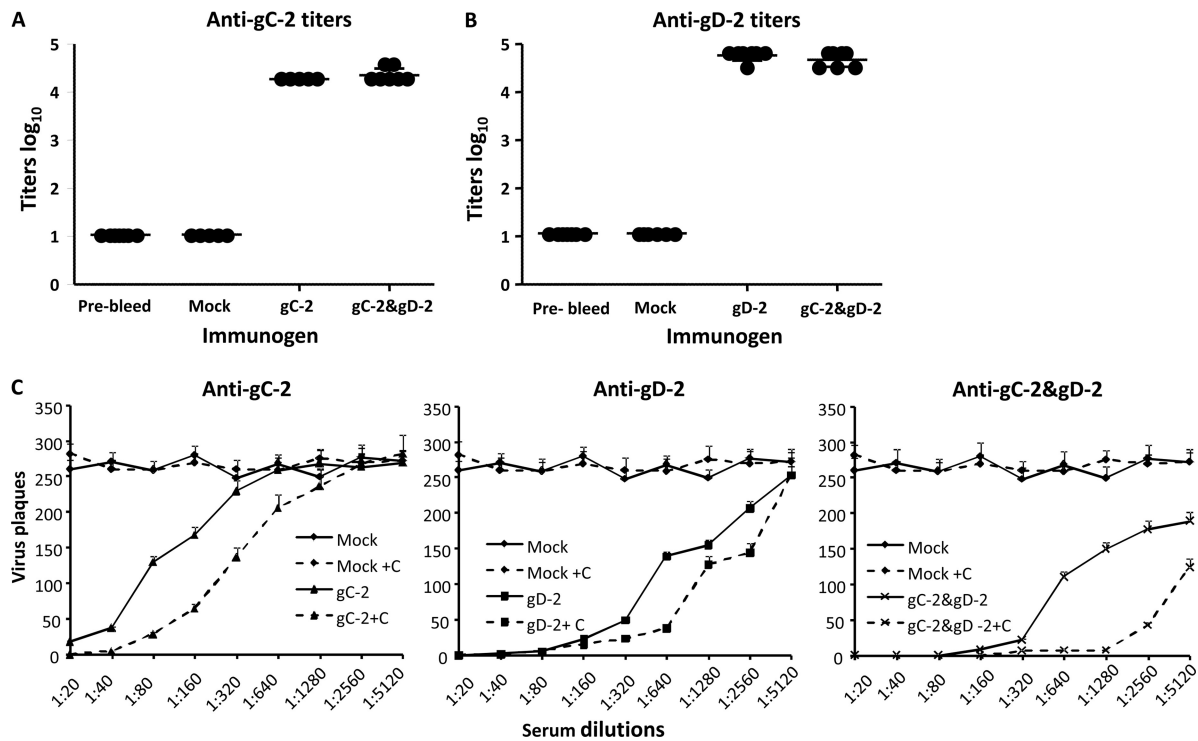 A
Anti-gC-2 titers
5
4
3
2
1
0
Titers log10
Pre-bleed Mock gC-2 gC-2&gD-2
Immunogen
B
Anti-gD-2 titers
5
4
3
2
1
0
Titers log10
Pre- bleed Mock gD-2 gC-2&gD-2
Immunogen
C
Anti-gC-2
350
300
250
200
150
100
50
0
Virus plaques
Mock
Mock +C
gC-2
gC-2+C
1:20 1:40 1:80 1:160 1:320 1:640 1:1280 1:2560 1:5120
Anti-gD-2
350
300
250
200
150
100
50
0
Mock
Mock +C
gD-2
gD-2+ C
1:20 1:40 1:80 1:160 1:320 1:640 1:1280 1:2560 1:5120
Anti-gC-2&gD-2
350
300
250
200
150
100
50
0
Mock
Mock +C
gC-2&gD-2
gC-2&gD -2+C
1:20 1:40 1:80 1:160 1:320 1:640 1:1280 1:2560 1:5120
Serum dilutions